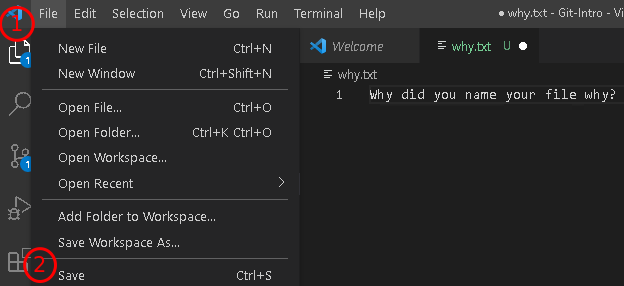 1 File Edit Selection View Go Run Terminal Help ● why.txt - Git-Intro - Vi
New File Ctrl+N
New Window Ctrl+Shift+N
Open File... Ctrl+O
Open Folder... Ctrl+K Ctrl+O
Open Workspace...
Open Recent >
Add Folder to Workspace...
Save Workspace As...
2 Save Ctrl+S
1
1
Welcome why.txt U ●
why.txt
1 Why did you name your file why?